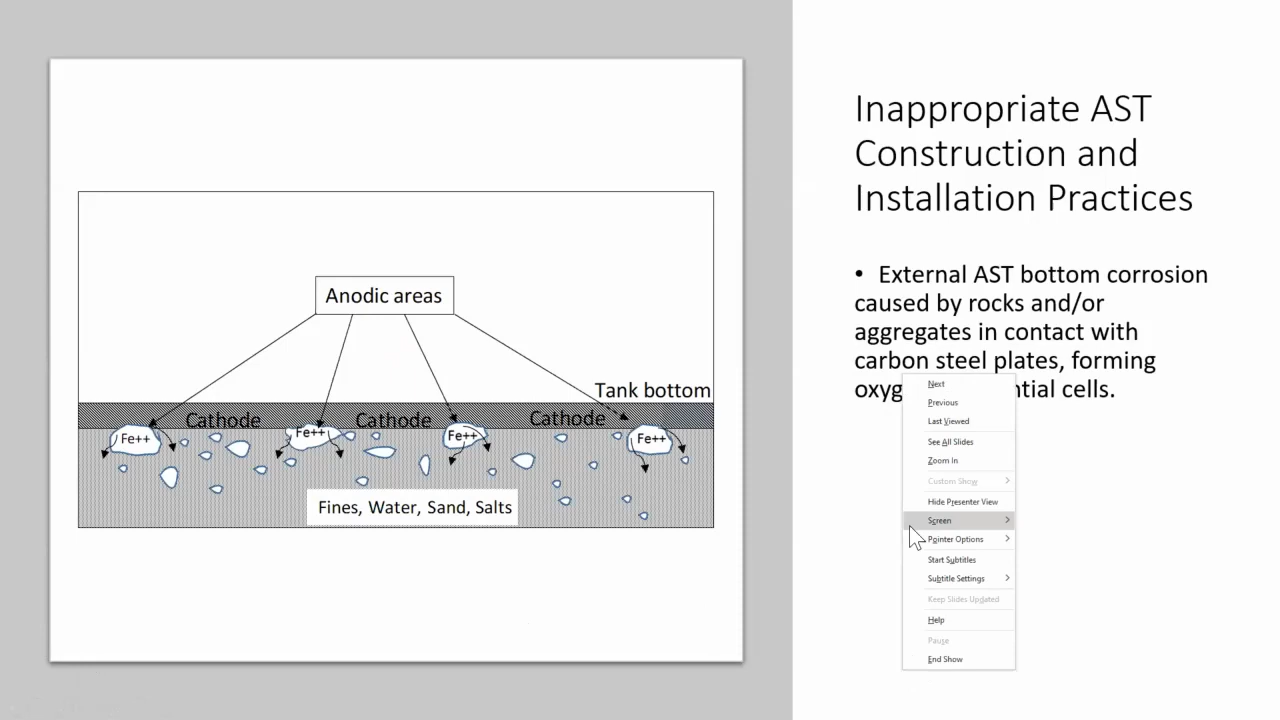 Inappropriate AST
Construction and
Installation Practices
• External AST bottom corrosion
caused by rocks and/or
aggregates in contact with
carbon steel plates, forming
cells.
Anodic areas
Tank bottom
Cathode
Cathode
Cathode
Fe++
Fe++
Fe++
Fe++
Fines, Water, Sand, Salts
Next
Previous
Last Viewed
See All Slides
Zoom In
Custom Show
Hide Presenter View
Screen
Pointer Options
Start Subtitles
Subtitle Settings
Keep Slides Updated
Help
Pause
End Show